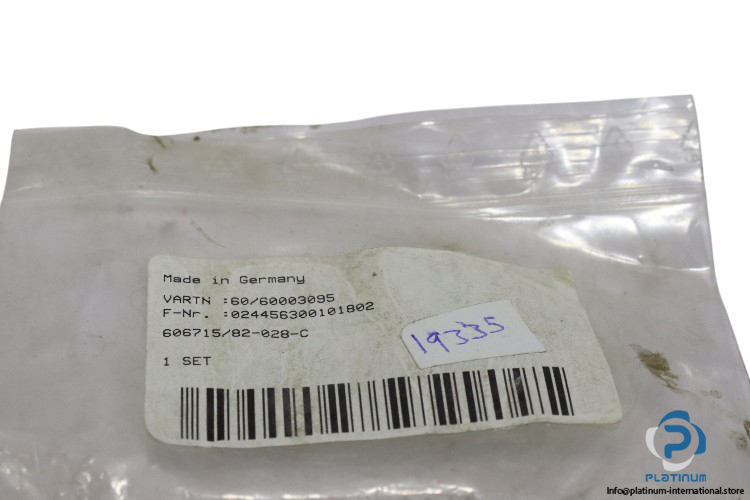 Made in Germany
VARTN :60/60003095
F-Nr. :024456300101802
606715/82-028-C
1 SET
19335
PLATINUM
Info@platinum-international.store